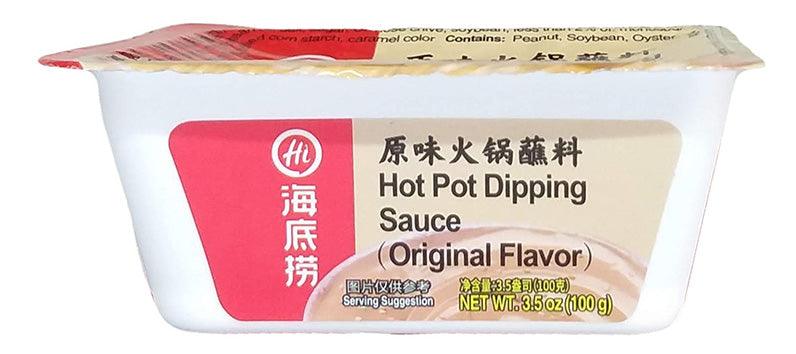 soybean, less than 2% of:
corn starch, caramel color Contains: Peanut, Soybean, Oyster
Hi
海底捞
原味火锅蘸料
Hot Pot Dipping
Sauce
(Original Flavor)
图片仅供参考
Serving Suggestion
净含量:3.5盎司(100克)
NET WT. 3.5 oz (100 g)